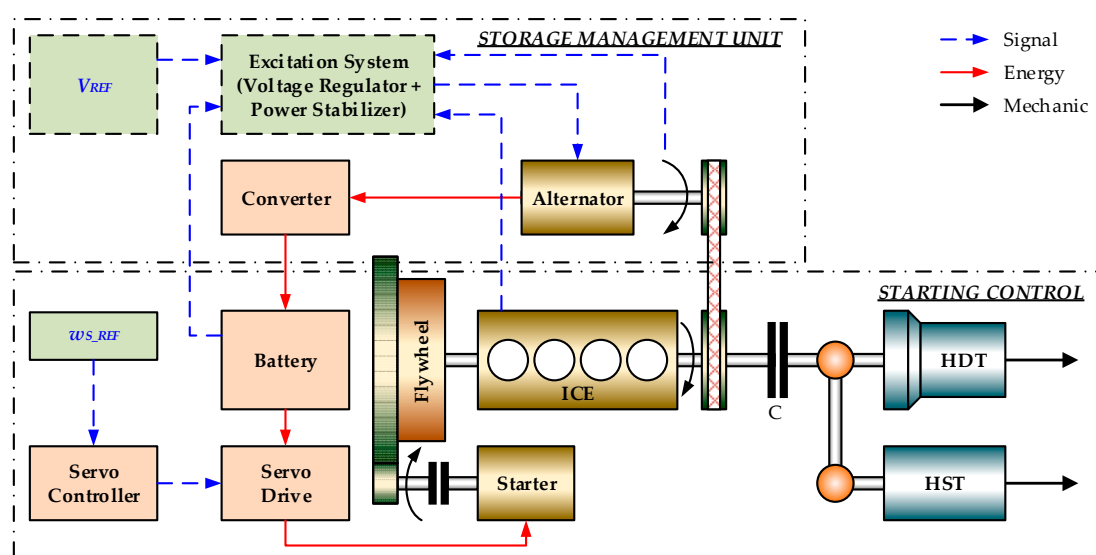 STORAGE MANAGEMENT UNIT
Signal
Energy
Mechanic
VREF
Excitation System
(Voltage Regulator +
Power Stabilizer)
Converter
Alternator
STARTING CONTROL
wS_REF
Battery
Flywheel
ICE
C
HDT
Servo
Controller
Servo
Drive
Starter
HST